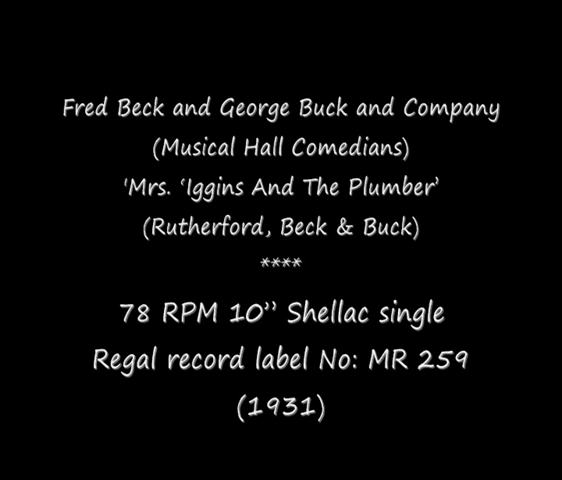 Fred Beck and George Buck and Company
(Musical Hall Comedians)
'Mrs. ‘Iggins And The Plumber’
(Rutherford, Beck & Buck)
****
78 RPM 10” Shellac single
Regal record label No: MR 259
(1931)